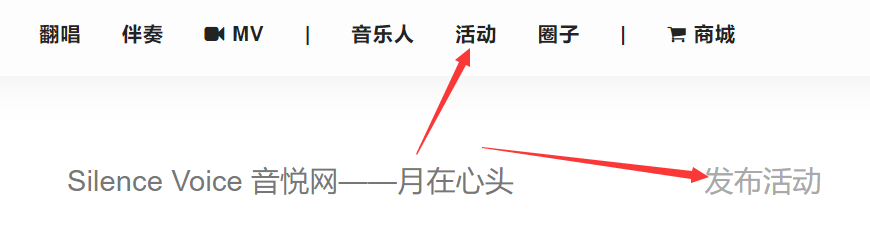 翻唱 伴奏 MV | 音乐人 活动 圈子 | 商城
Silence Voice 音悦网——月在心头 发布活动